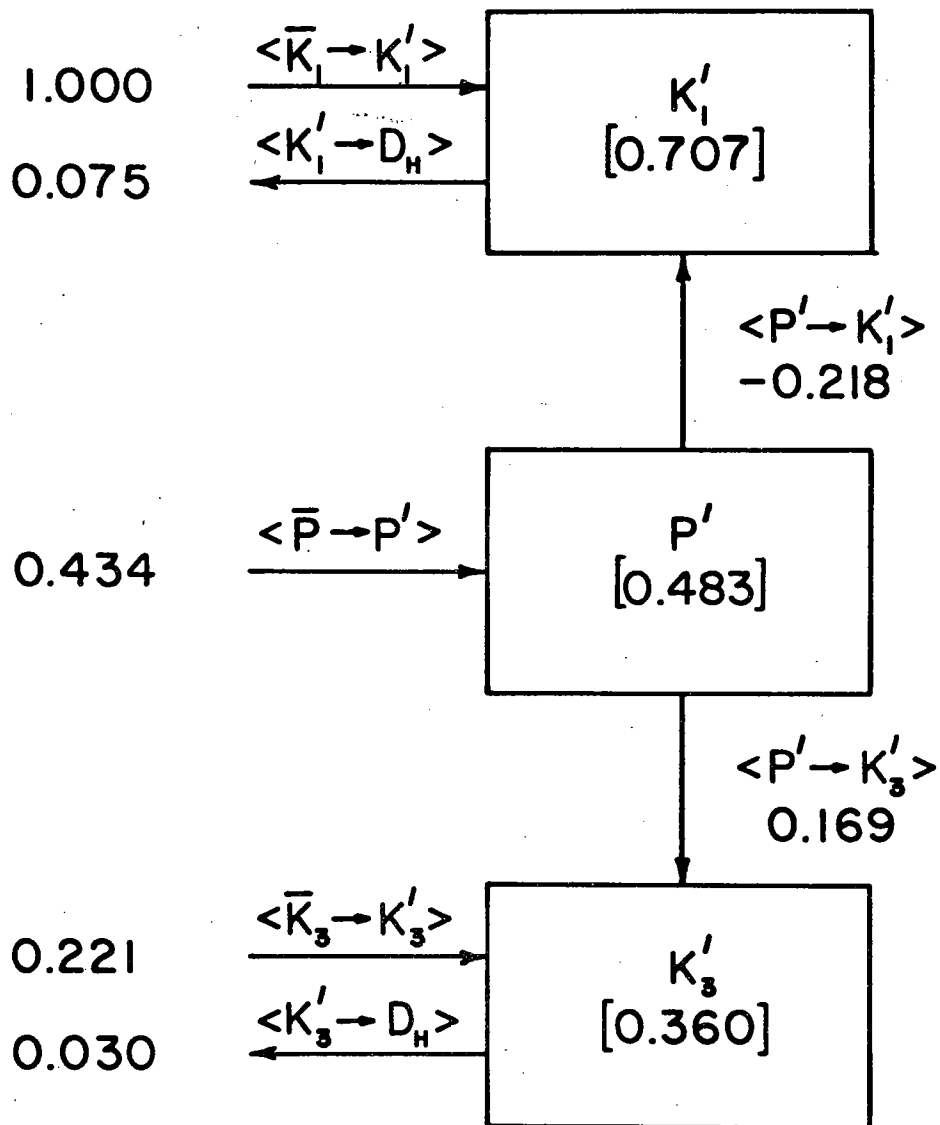 <K̅₁ → K₁′>
1.000
K₁′
[0.707]
<K₁′ → D_H>
0.075
<P′ → K₁′>
-0.218
<P̅ → P′>
0.434
P′
[0.483]
<P′ → K₃′>
0.169
<K̅₃ → K₃′>
0.221
K₃′
[0.360]
<K₃′ → D_H>
0.030